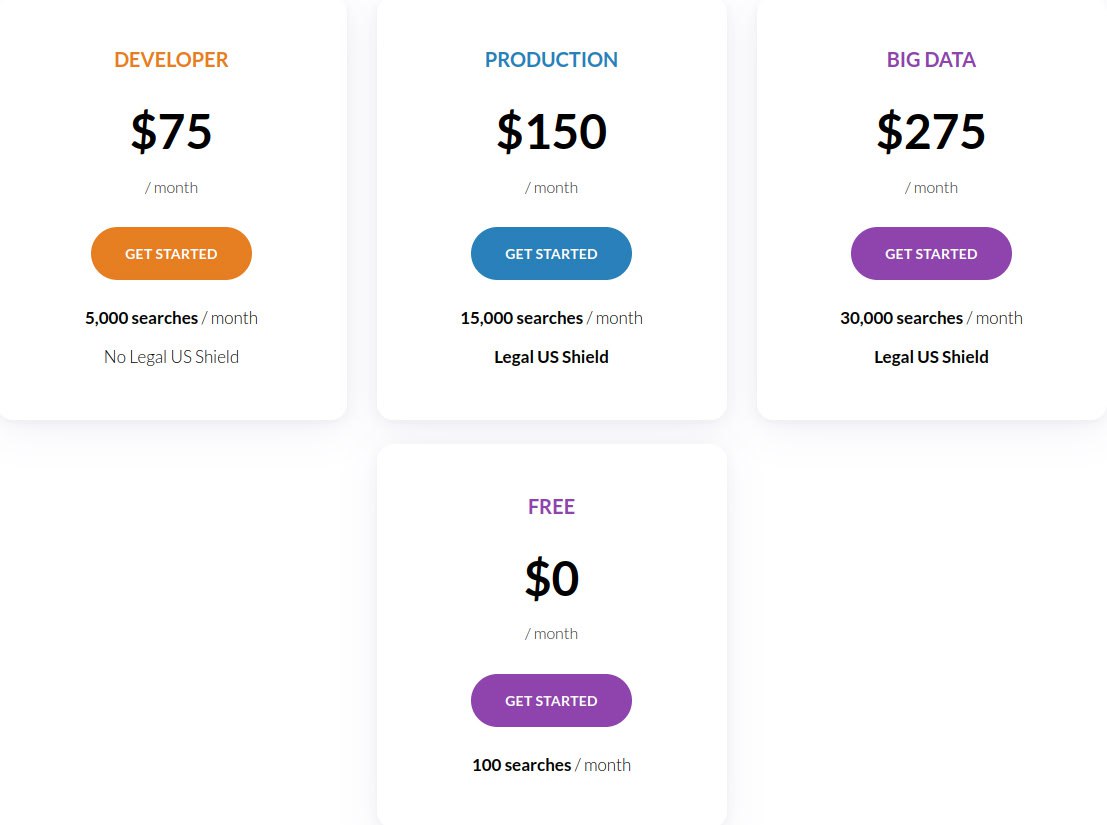 DEVELOPER
$75
/ month
GET STARTED
5,000 searches / month
No Legal US Shield
PRODUCTION
$150
/ month
GET STARTED
15,000 searches / month
Legal US Shield
BIG DATA
$275
/ month
GET STARTED
30,000 searches / month
Legal US Shield
FREE
$0
/ month
GET STARTED
100 searches / month